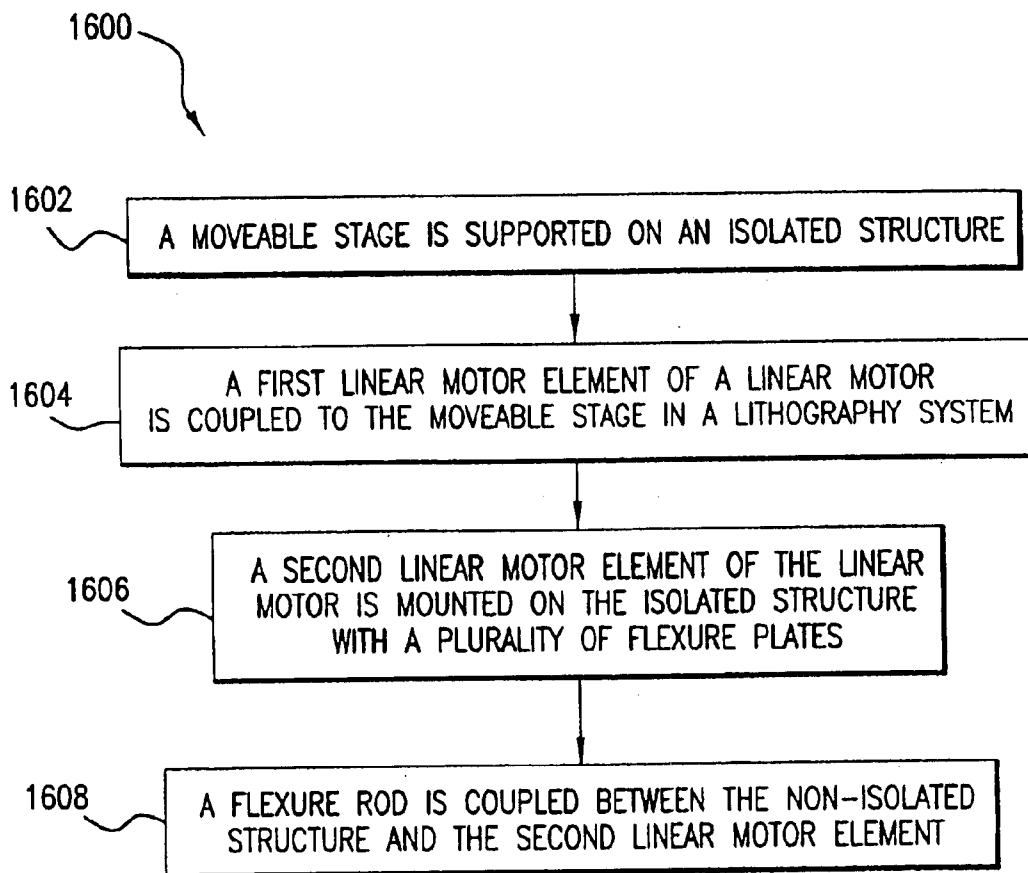 1600
1602
A MOVEABLE STAGE IS SUPPORTED ON AN ISOLATED STRUCTURE
1604
A FIRST LINEAR MOTOR ELEMENT OF A LINEAR MOTOR
IS COUPLED TO THE MOVEABLE STAGE IN A LITHOGRAPHY SYSTEM
1606
A SECOND LINEAR MOTOR ELEMENT OF THE LINEAR
MOTOR IS MOUNTED ON THE ISOLATED STRUCTURE
WITH A PLURALITY OF FLEXURE PLATES
1608
A FLEXURE ROD IS COUPLED BETWEEN THE NON-ISOLATED
STRUCTURE AND THE SECOND LINEAR MOTOR ELEMENT